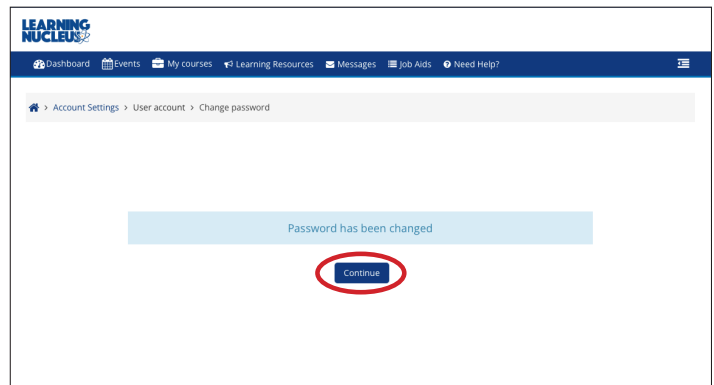 LEARNING
NUCLEUS
Dashboard Events My courses Learning Resources Messages Job Aids Need Help?
> Account Settings > User account > Change password
Password has been changed
Continue